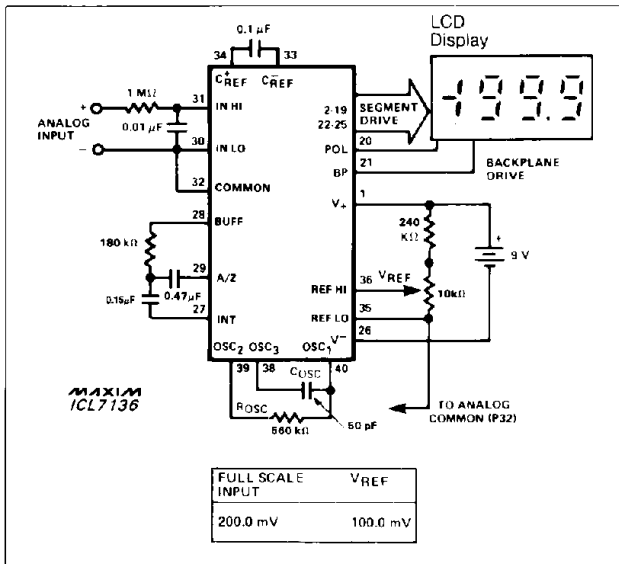 LCD
Display
0.1 µF
34
33
C+REF
C−REF
1 MΩ
+
ANALOG
INPUT
−
31
IN HI
0.01 µF
30
IN LO
32
COMMON
28
BUFF
180 kΩ
29
A/Z
0.47µF
0.15µF
27
INT
2-19
SEGMENT
22-25
DRIVE
20
POL
21
BP
BACKPLANE
DRIVE
-199.9
1
V+
240
KΩ
+
9 V
36
REF HI
VREF
10kΩ
35
REF LO
26
V−
OSC2
OSC3
OSC1
39
38
40
COSC
ROSC
560 kΩ
50 pF
TO ANALOG
COMMON (P32)
MAXIM
ICL7136
FULL SCALE
INPUT
VREF
200.0 mV
100.0 mV